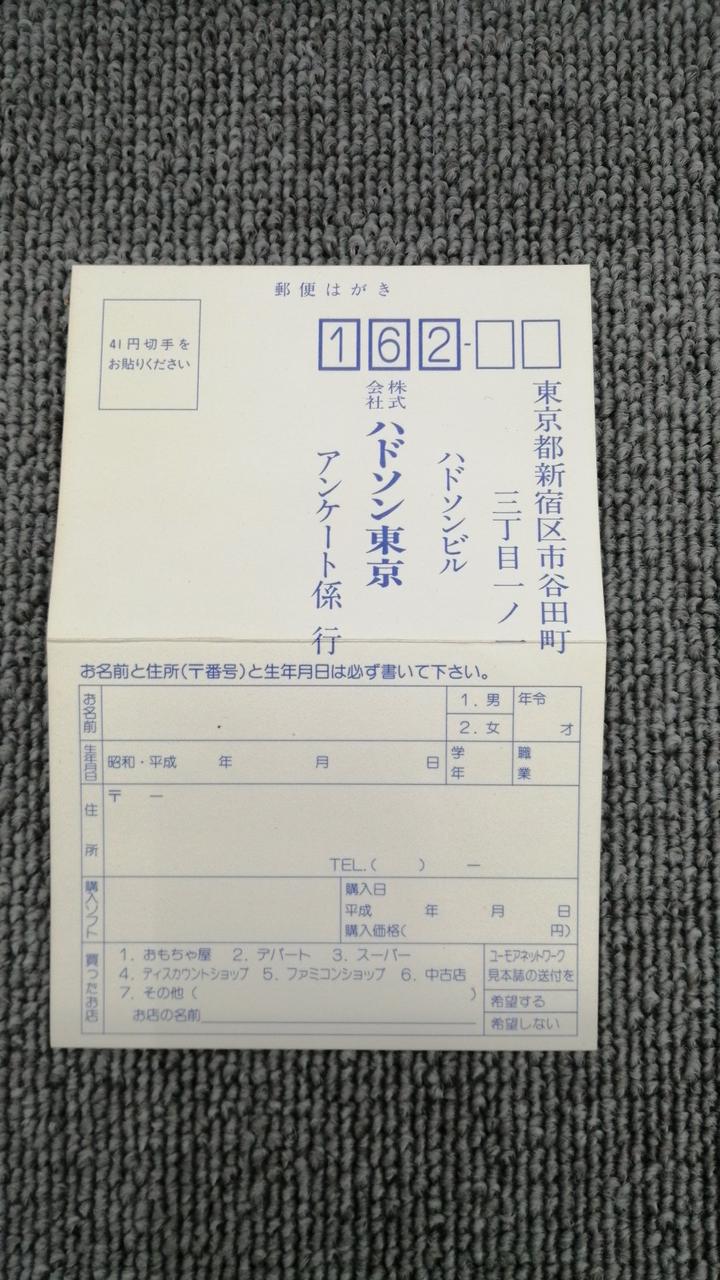 郵便はがき
41円切手を
お貼りください
162-
東京都新宿区市谷田町
三丁目一ノ一
ハドソンビル
株式
会社
ハドソン東京
アンケート係 行
お名前と住所(〒番号)と生年月日は必ず書いて下さい。
お名前
1. 男
2. 女
年令
才
生年月日
昭和・平成 年 月 日
学年
職業
住所
〒 ー
TEL.( ) ー
購入ソフト
購入日
平成 年 月 日
購入価格( 円)
買ったお店
1. おもちゃ屋 2. デパート 3. スーパー
4. ディスカウントショップ 5. ファミコンショップ 6. 中古店
7. その他( )
お店の名前
ユーモアネットワーク
見本誌の送付を
希望する
希望しない